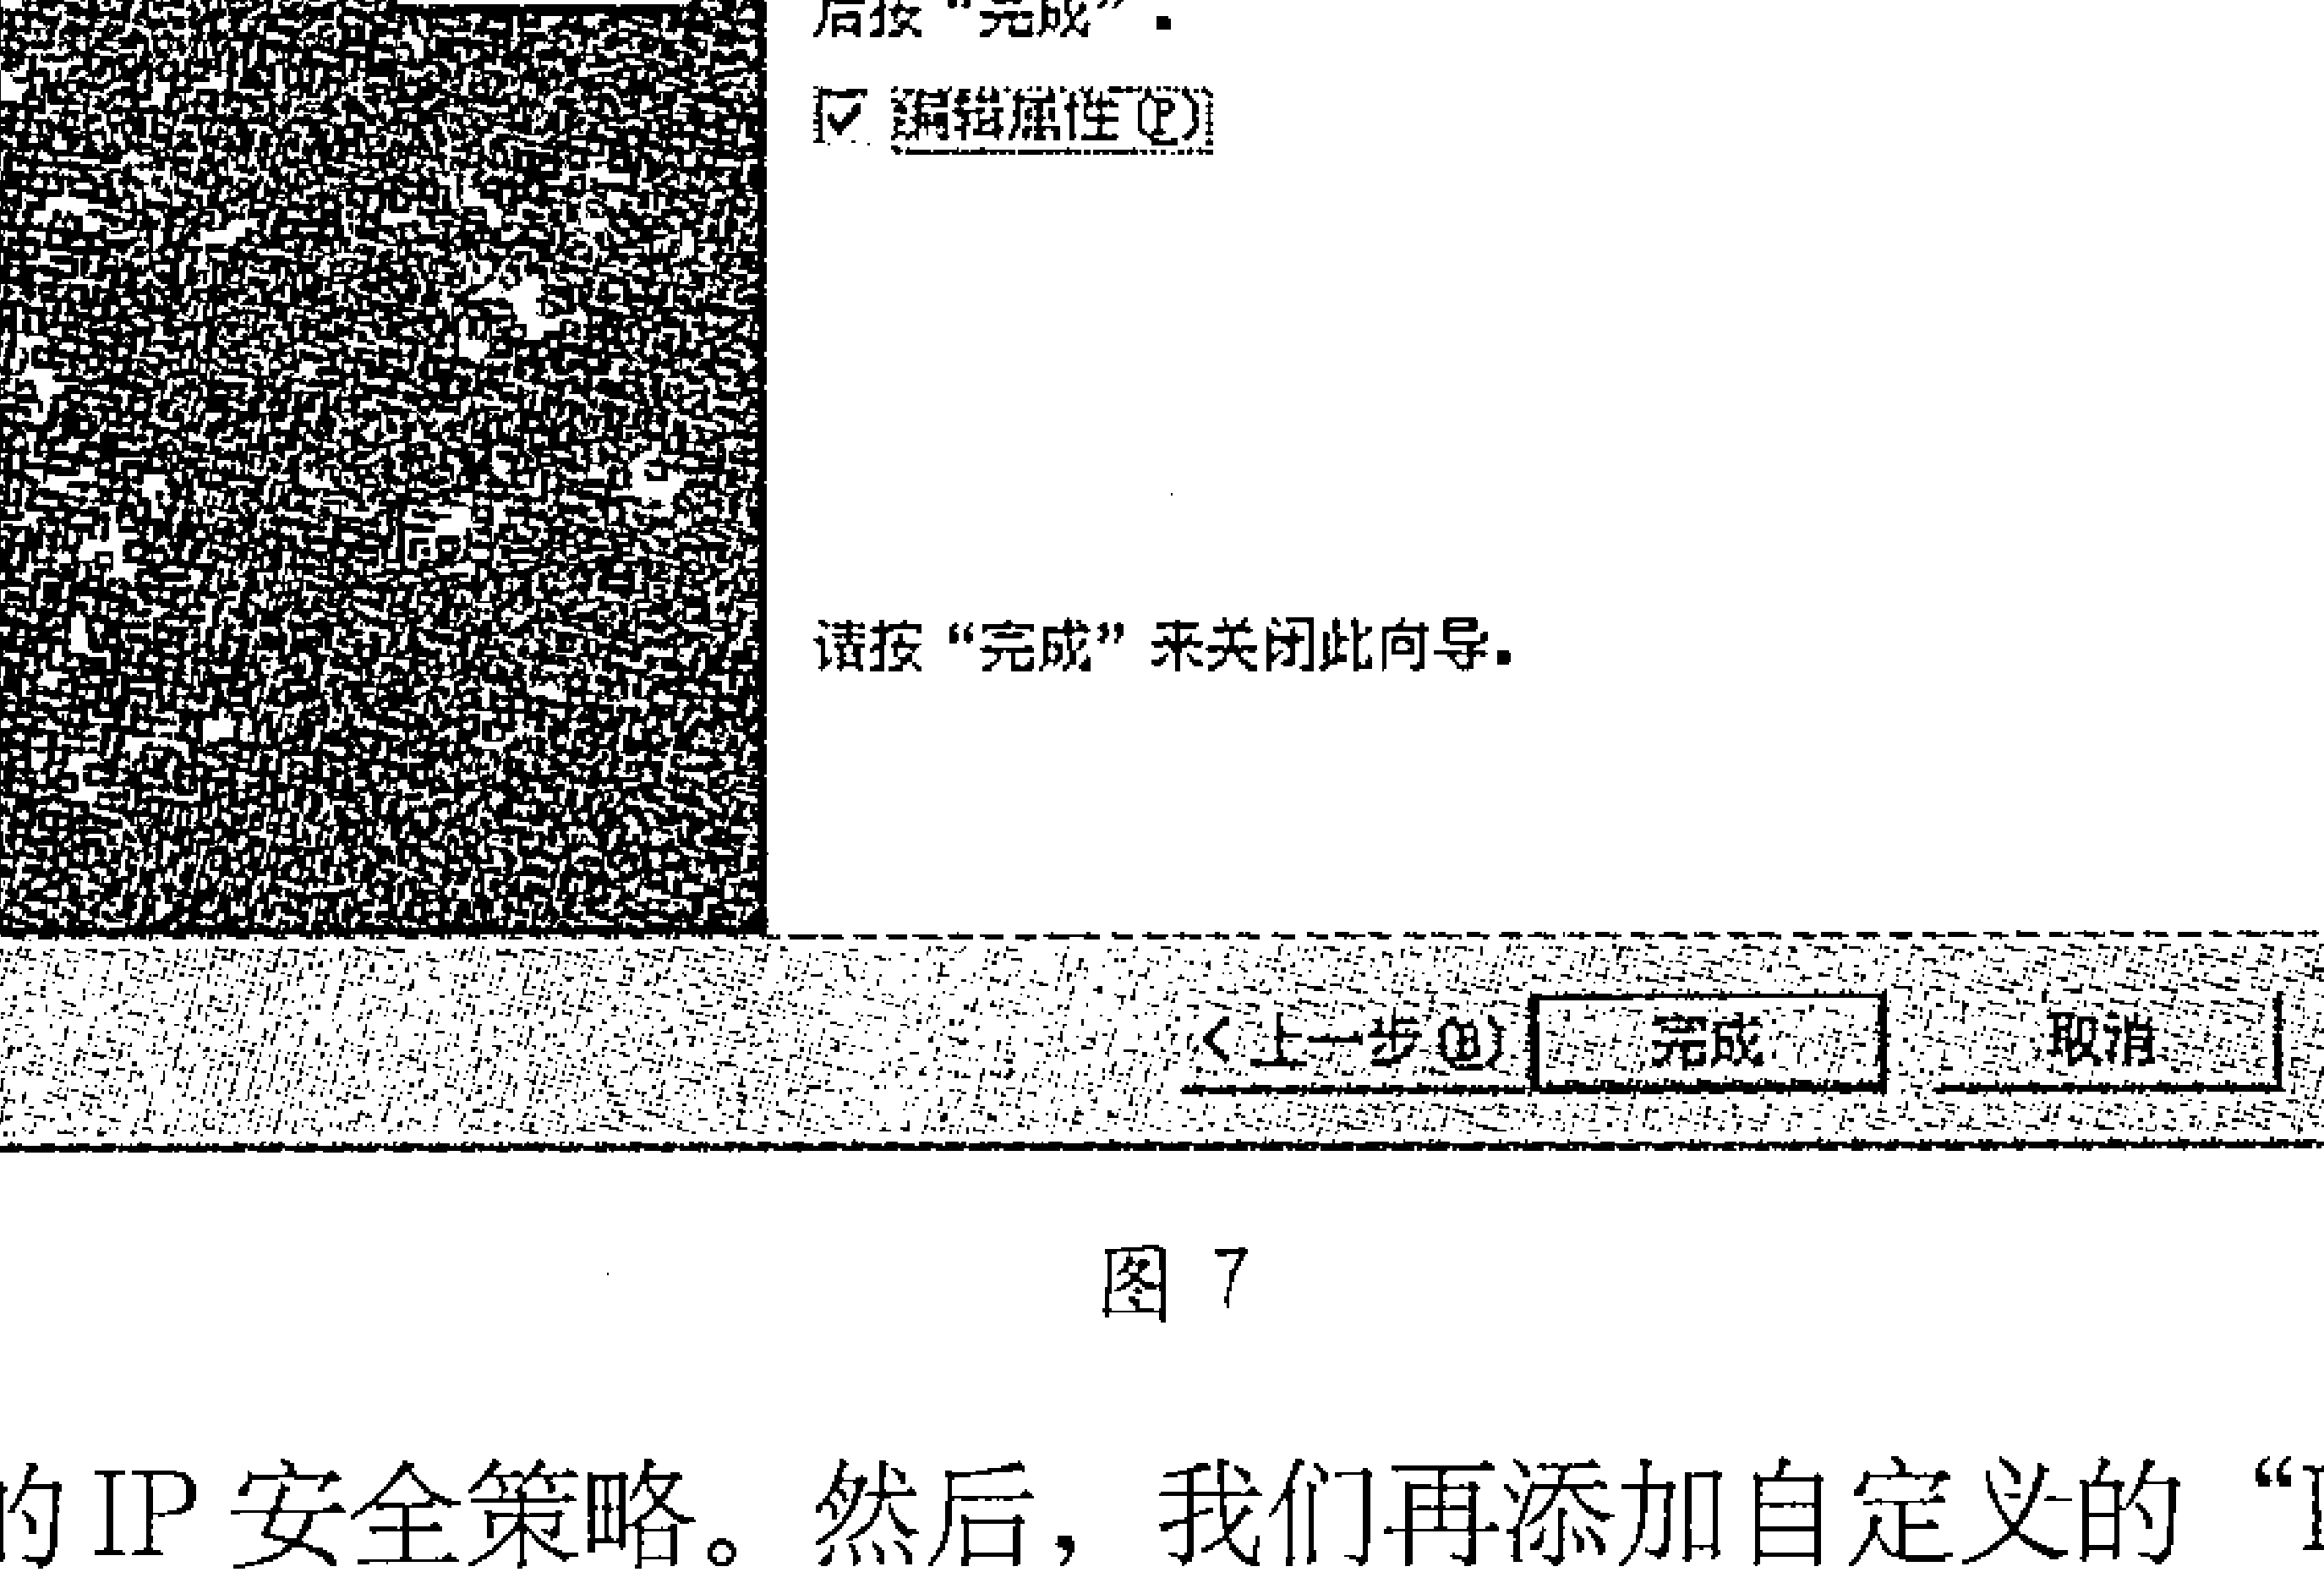 后按“完成”.
编辑属性(P)
请按“完成”来关闭此向导.
<上一步(B) 完成 取消
图 7
的 IP 安全策略。然后，我们再添加自定义的“